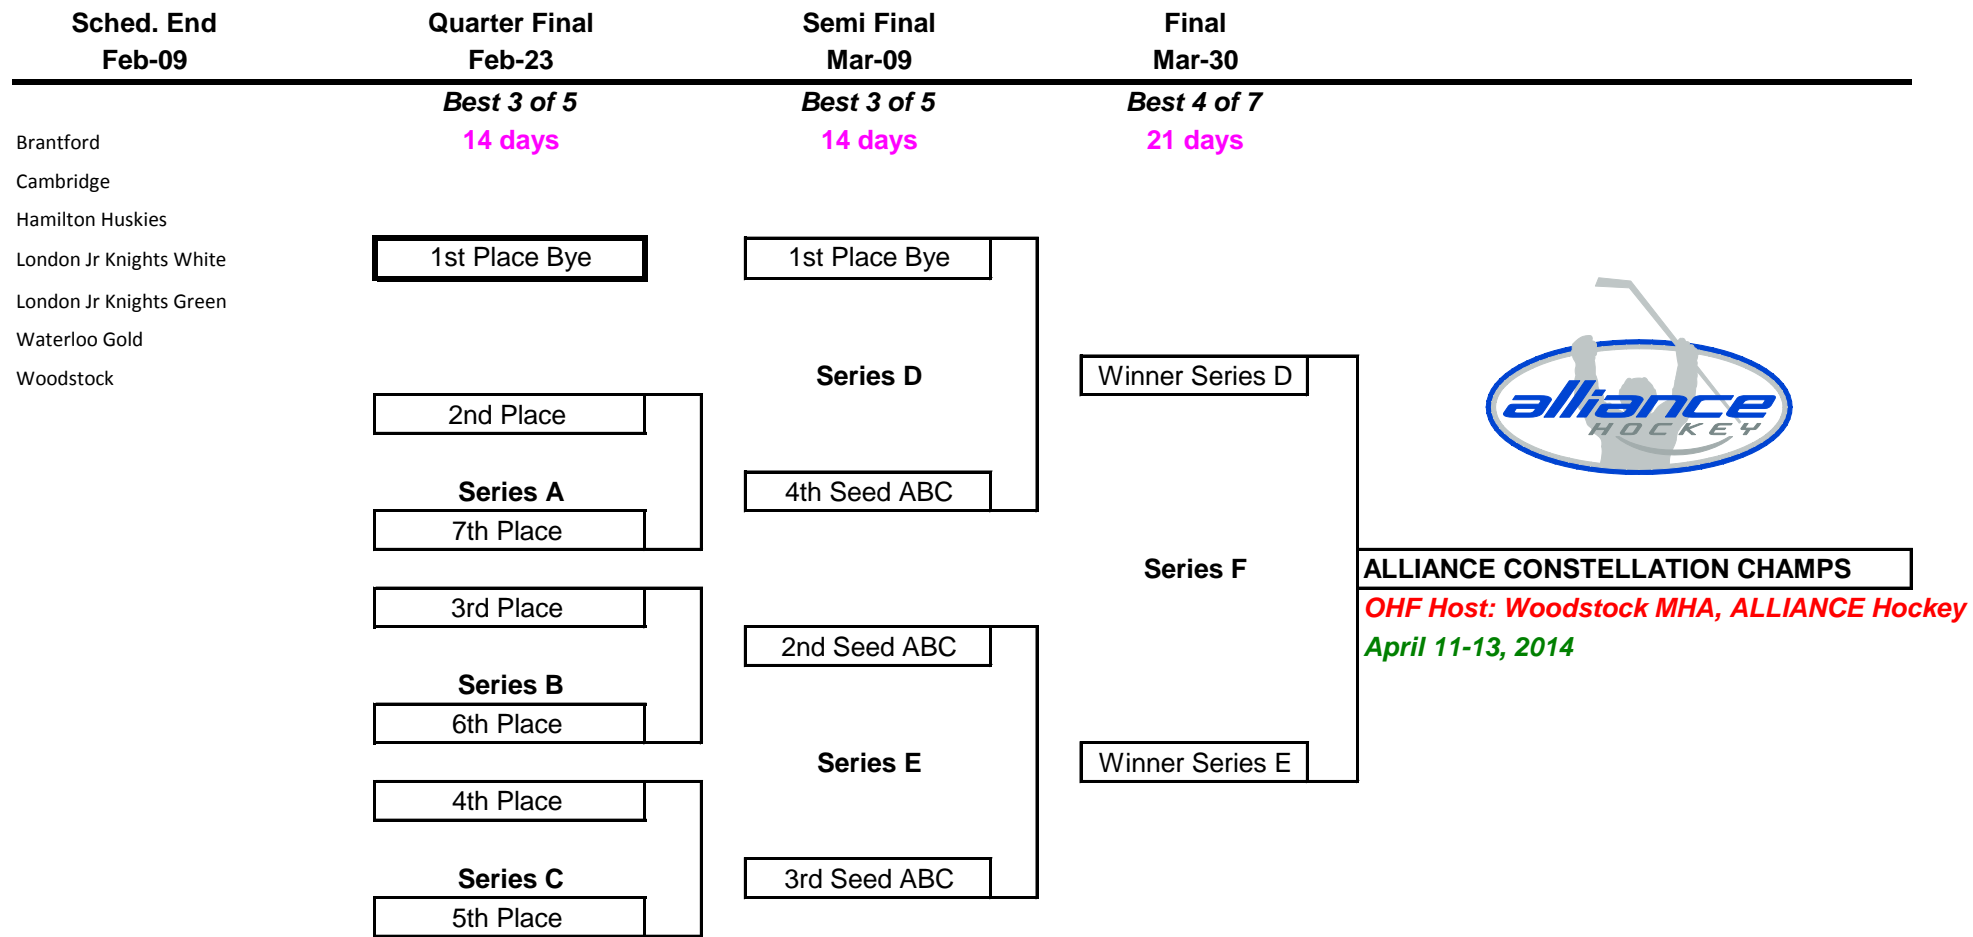 Sched. End Quarter Final Semi Final Final
Feb-09 Feb-23 Mar-09 Mar-30
Best 3 of 5 Best 3 of 5 Best 4 of 7
Brantford 14 days 14 days 21 days
Cambridge
Hamilton Huskies
London Jr Knights White 1st Place Bye 1st Place Bye
London Jr Knights Green
Waterloo Gold
Woodstock Series D Winner Series D
alliance
HOCKEY
2nd Place
Series A 4th Seed ABC
7th Place
Series F ALLIANCE CONSTELLATION CHAMPS
3rd Place OHF Host: Woodstock MHA, ALLIANCE Hockey
2nd Seed ABC April 11-13, 2014
Series B
6th Place
Series E Winner Series E
4th Place
Series C 3rd Seed ABC
5th Place